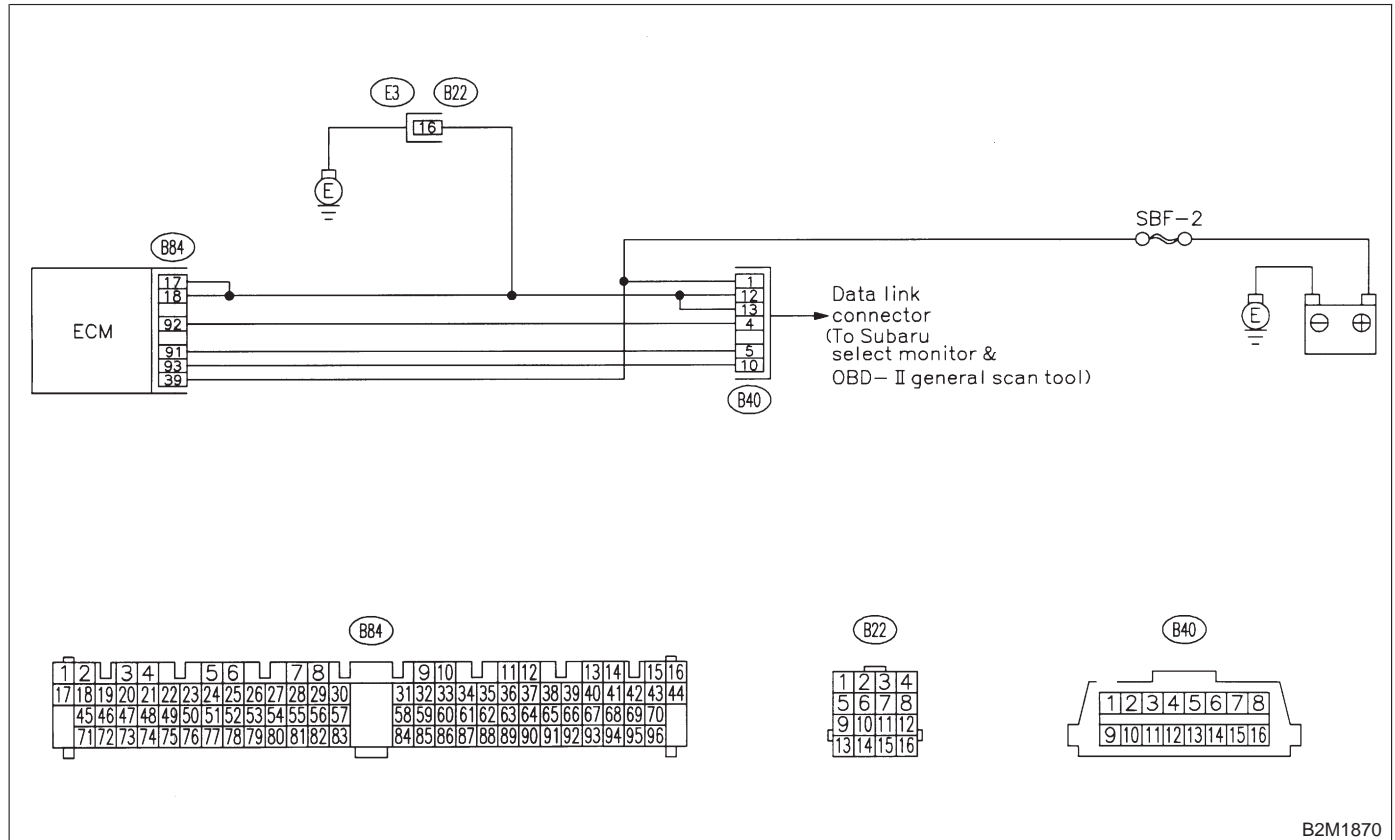 E3 B22
16
E
SBF-2
B84
17
18
92
91
93
39
ECM
1
12
13
4
5
10
Data link
connector
(To Subaru
select monitor &
OBD-II general scan tool)
B40
E
⊖ ⊕
B84
1 2 3 4 5 6 7 8 9 10 11 12 13 14 15 16
17 18 19 20 21 22 23 24 25 26 27 28 29 30 31 32 33 34 35 36 37 38 39 40 41 42 43 44
45 46 47 48 49 50 51 52 53 54 55 56 57 58 59 60 61 62 63 64 65 66 67 68 69 70
71 72 73 74 75 76 77 78 79 80 81 82 83 84 85 86 87 88 89 90 91 92 93 94 95 96
B22
1 2 3 4
5 6 7 8
9 10 11 12
13 14 15 16
B40
1 2 3 4 5 6 7 8
9 10 11 12 13 14 15 16
B2M1870